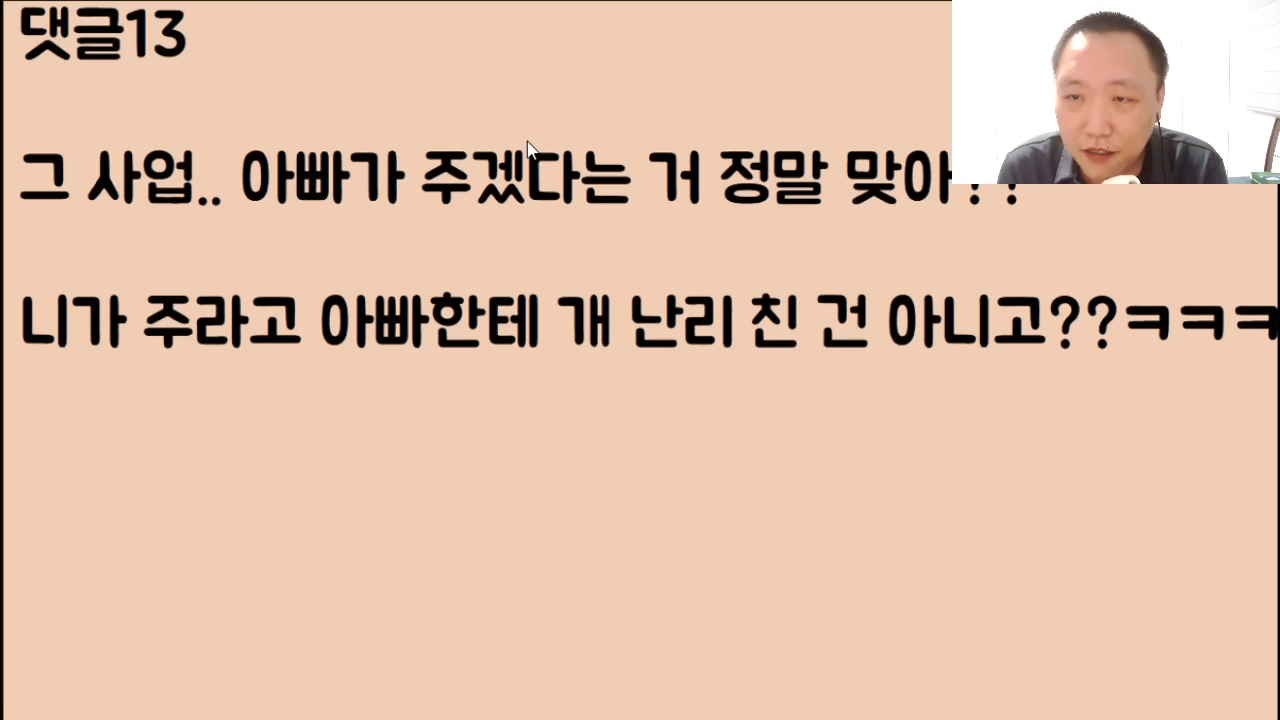 댓글13
그 사업.. 아빠가 주겠다는 거 정말 맞아??
니가 주라고 아빠한테 개 난리 친 건 아니고??ㅋㅋㅋ